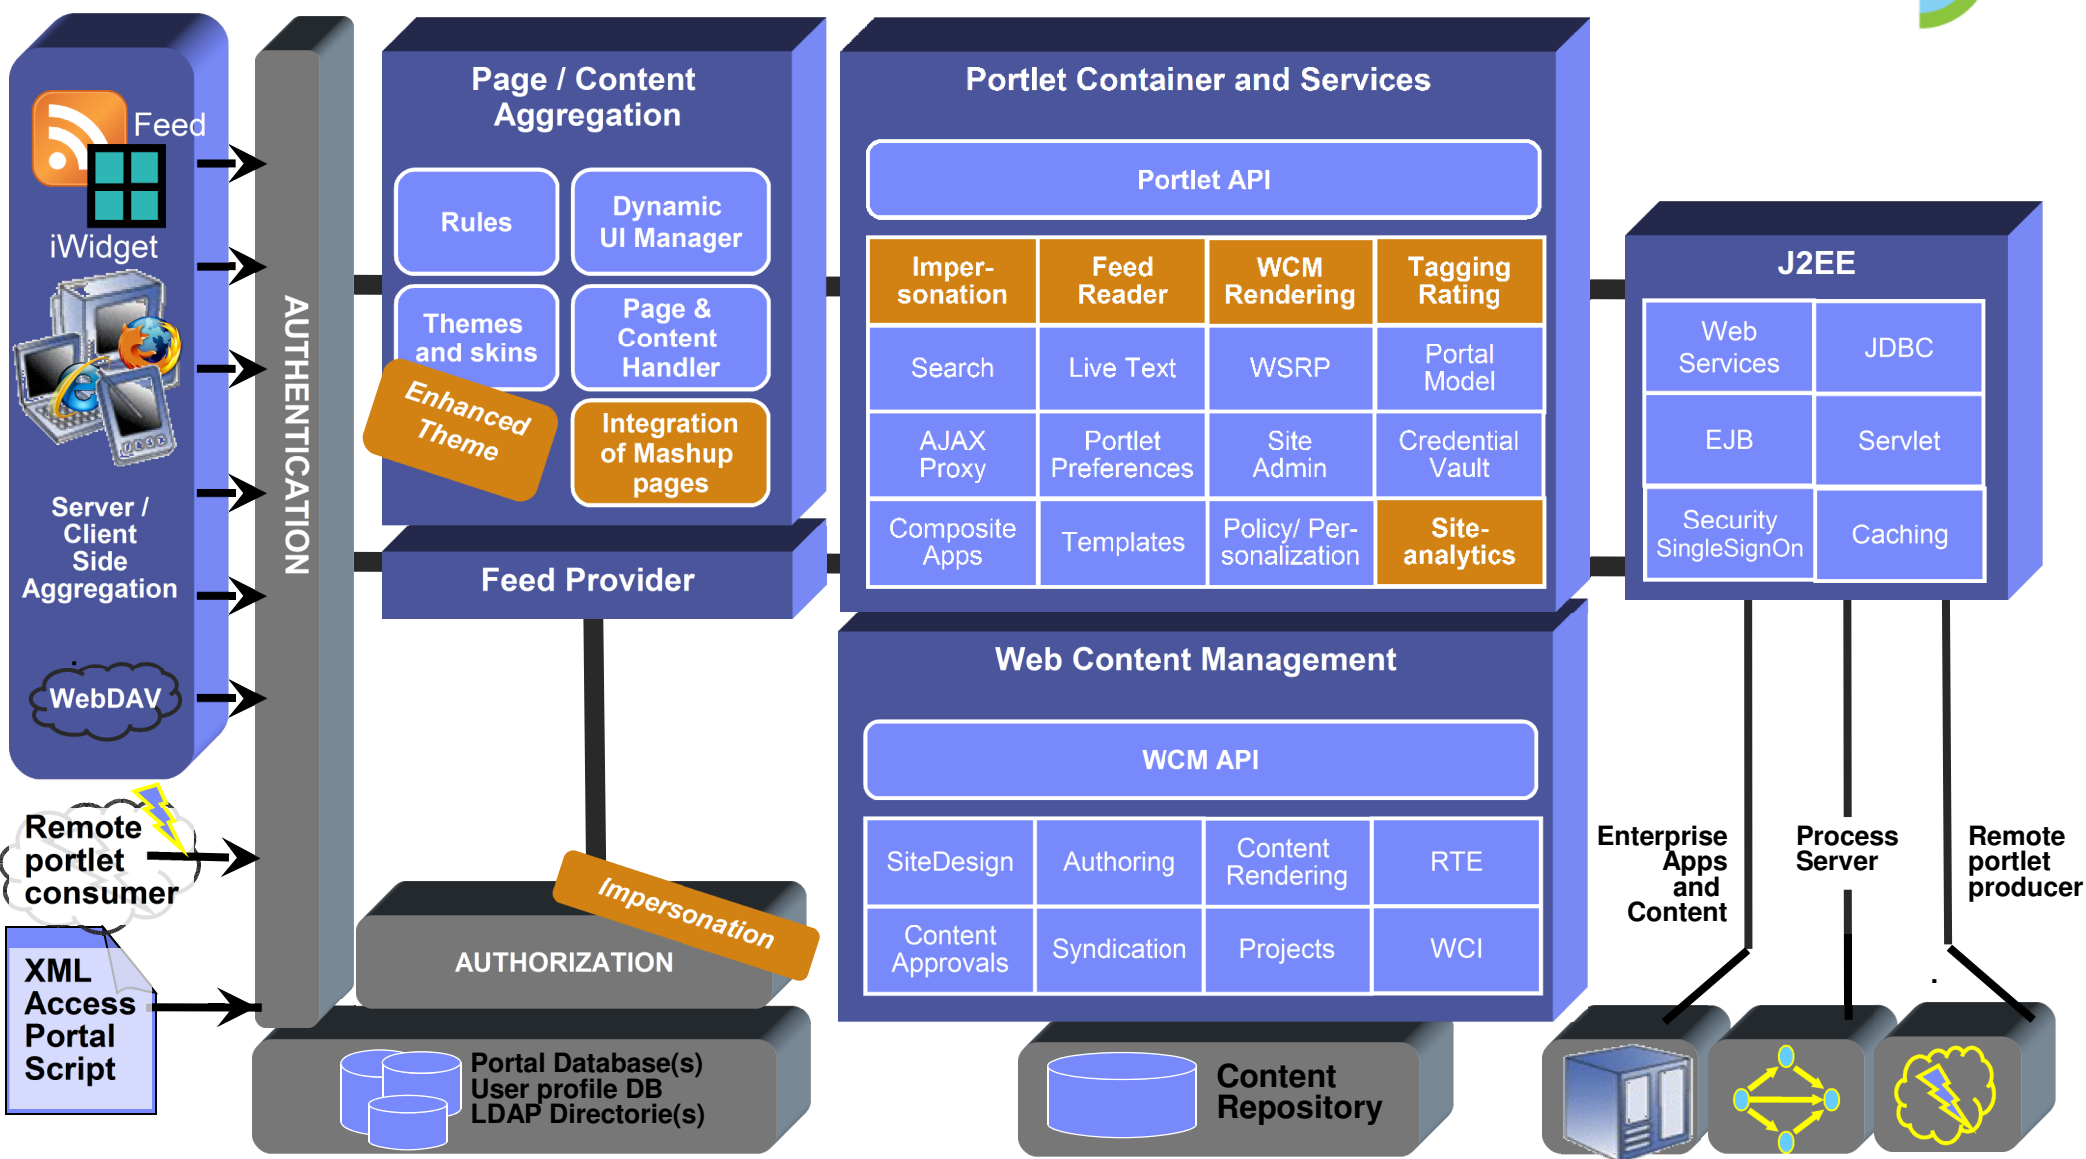 Feed
iWidget
Server /
Client
Side
Aggregation
WebDAV
Remote
portlet
consumer
XML
Access
Portal
Script
AUTHENTICATION
Page / Content
Aggregation
Rules
Dynamic
UI Manager
Themes
and skins
Page &
Content
Handler
Enhanced
Theme
Integration
of Mashup
pages
Feed Provider
Impersonation
AUTHORIZATION
Portal Database(s)
User profile DB
LDAP Directorie(s)
Portlet Container and Services
Portlet API
Imper-
sonation
Feed
Reader
WCM
Rendering
Tagging
Rating
Search
Live Text
WSRP
Portal
Model
AJAX
Proxy
Portlet
Preferences
Site
Admin
Credential
Vault
Composite
Apps
Templates
Policy/ Per-
sonalization
Site-
analytics
Web Content Management
WCM API
SiteDesign
Authoring
Content
Rendering
RTE
Content
Approvals
Syndication
Projects
WCI
Content
Repository
J2EE
Web
Services
JDBC
EJB
Servlet
Security
SingleSignOn
Caching
Enterprise
Apps
and
Content
Process
Server
Remote
portlet
producer